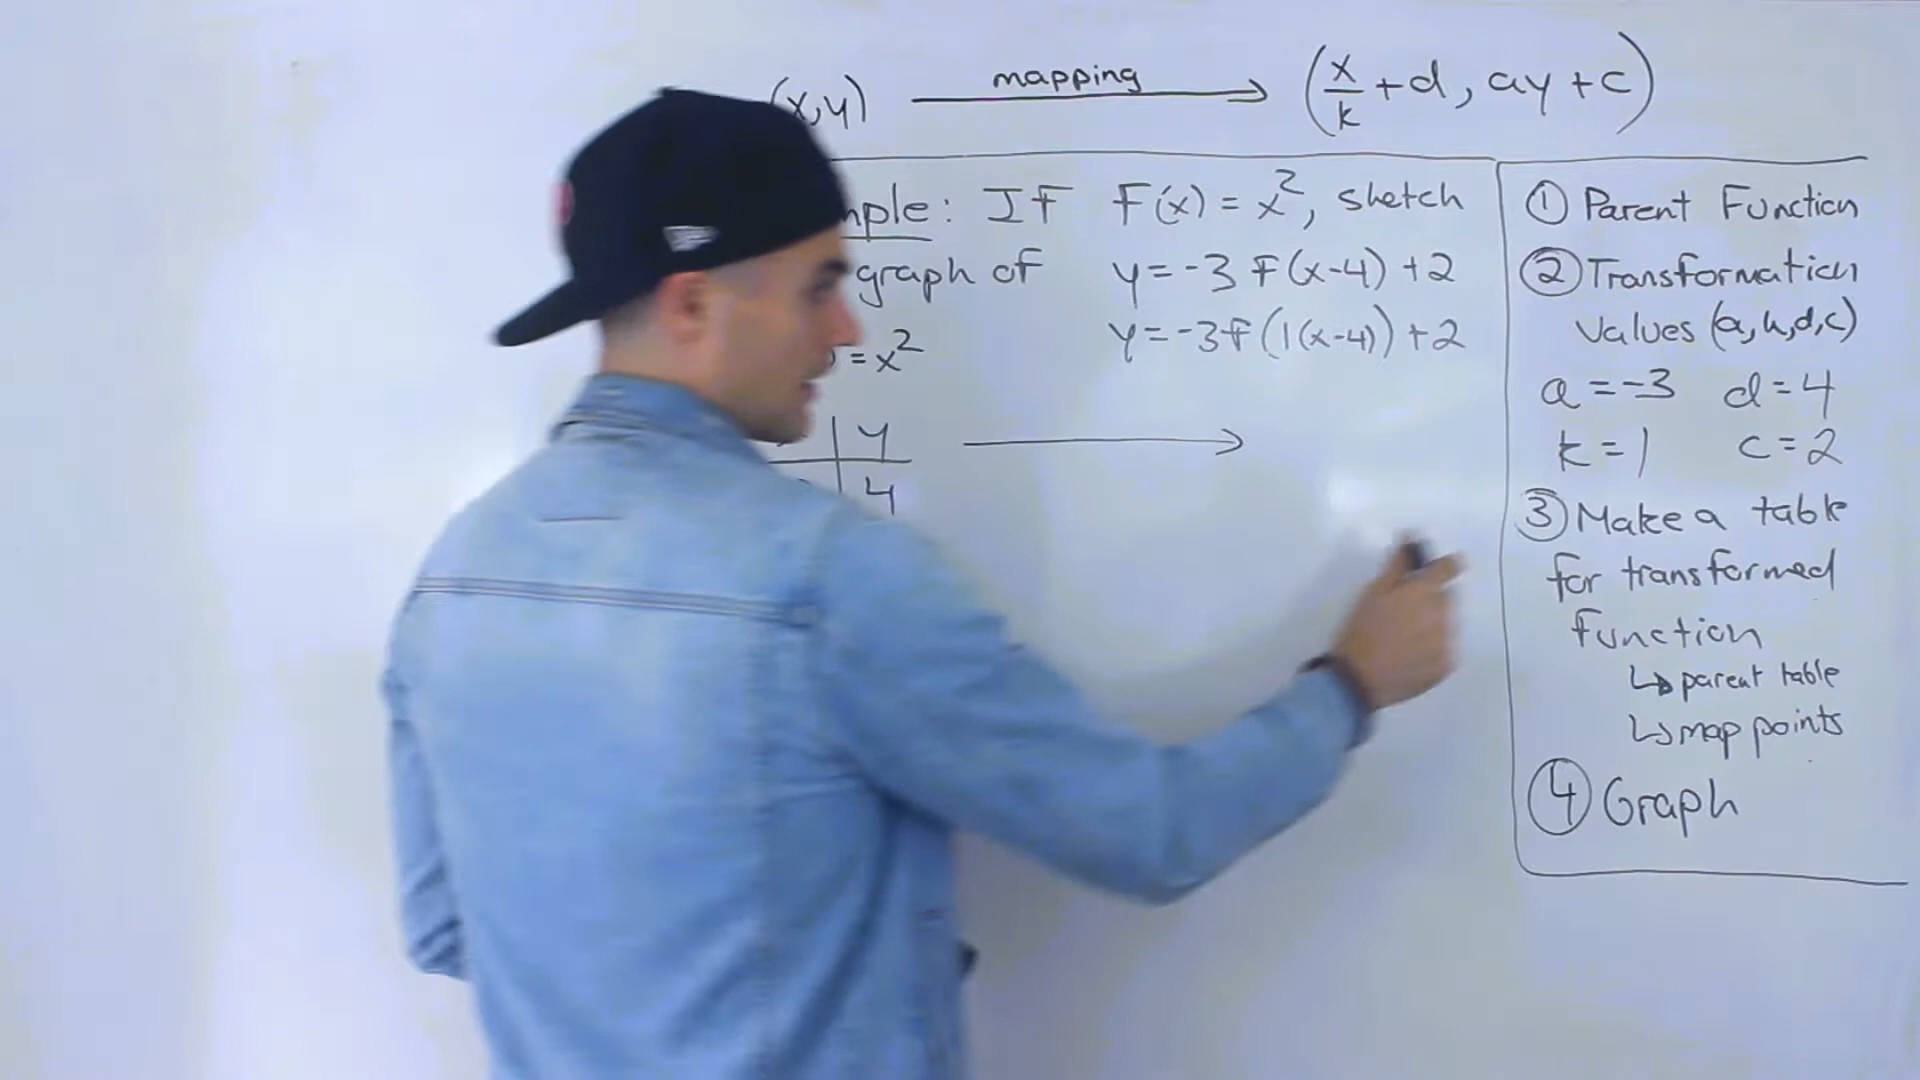 (x,y) mapping (x/k + d, ay + c)
mple: If F(x) = x², sketch
graph of y = -3F(x-4) + 2
y = -3F(1(x-4)) + 2
= x²
y
4
① Parent Function
② Transformation
Values (a,k,d,c)
a = -3 d = 4
k = 1 c = 2
③ Make a table
for transformed
function
↳ parent table
↳ map points
④ Graph